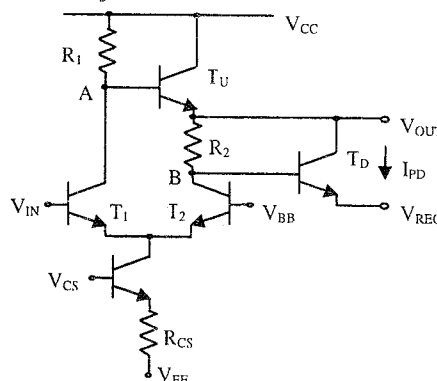 V_CC
R_1
A
T_U
V_OUT
R_2
B
T_D
I_PD
V_IN
T_1
T_2
V_BB
V_REG
V_CS
R_CS
V_EE